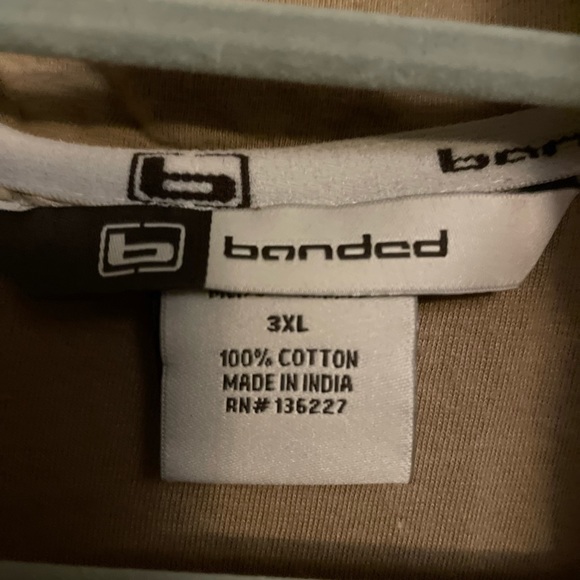 b
b banded
3XL
100% COTTON
MADE IN INDIA
RN# 136227